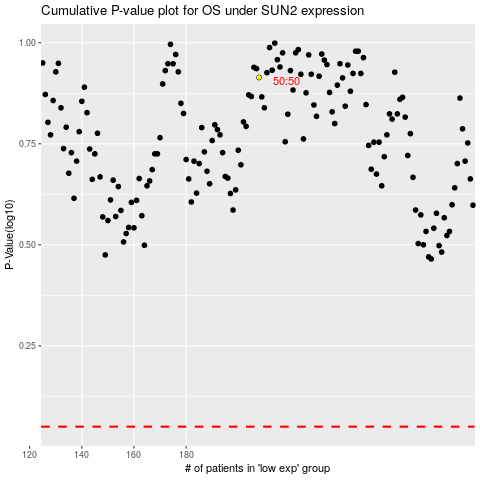 Cumulative P-value plot for OS under SUN2 expression
P-Value(log10)
1.00
0.75
0.50
0.25
50:50
120 140 160 180
# of patients in 'low exp' group